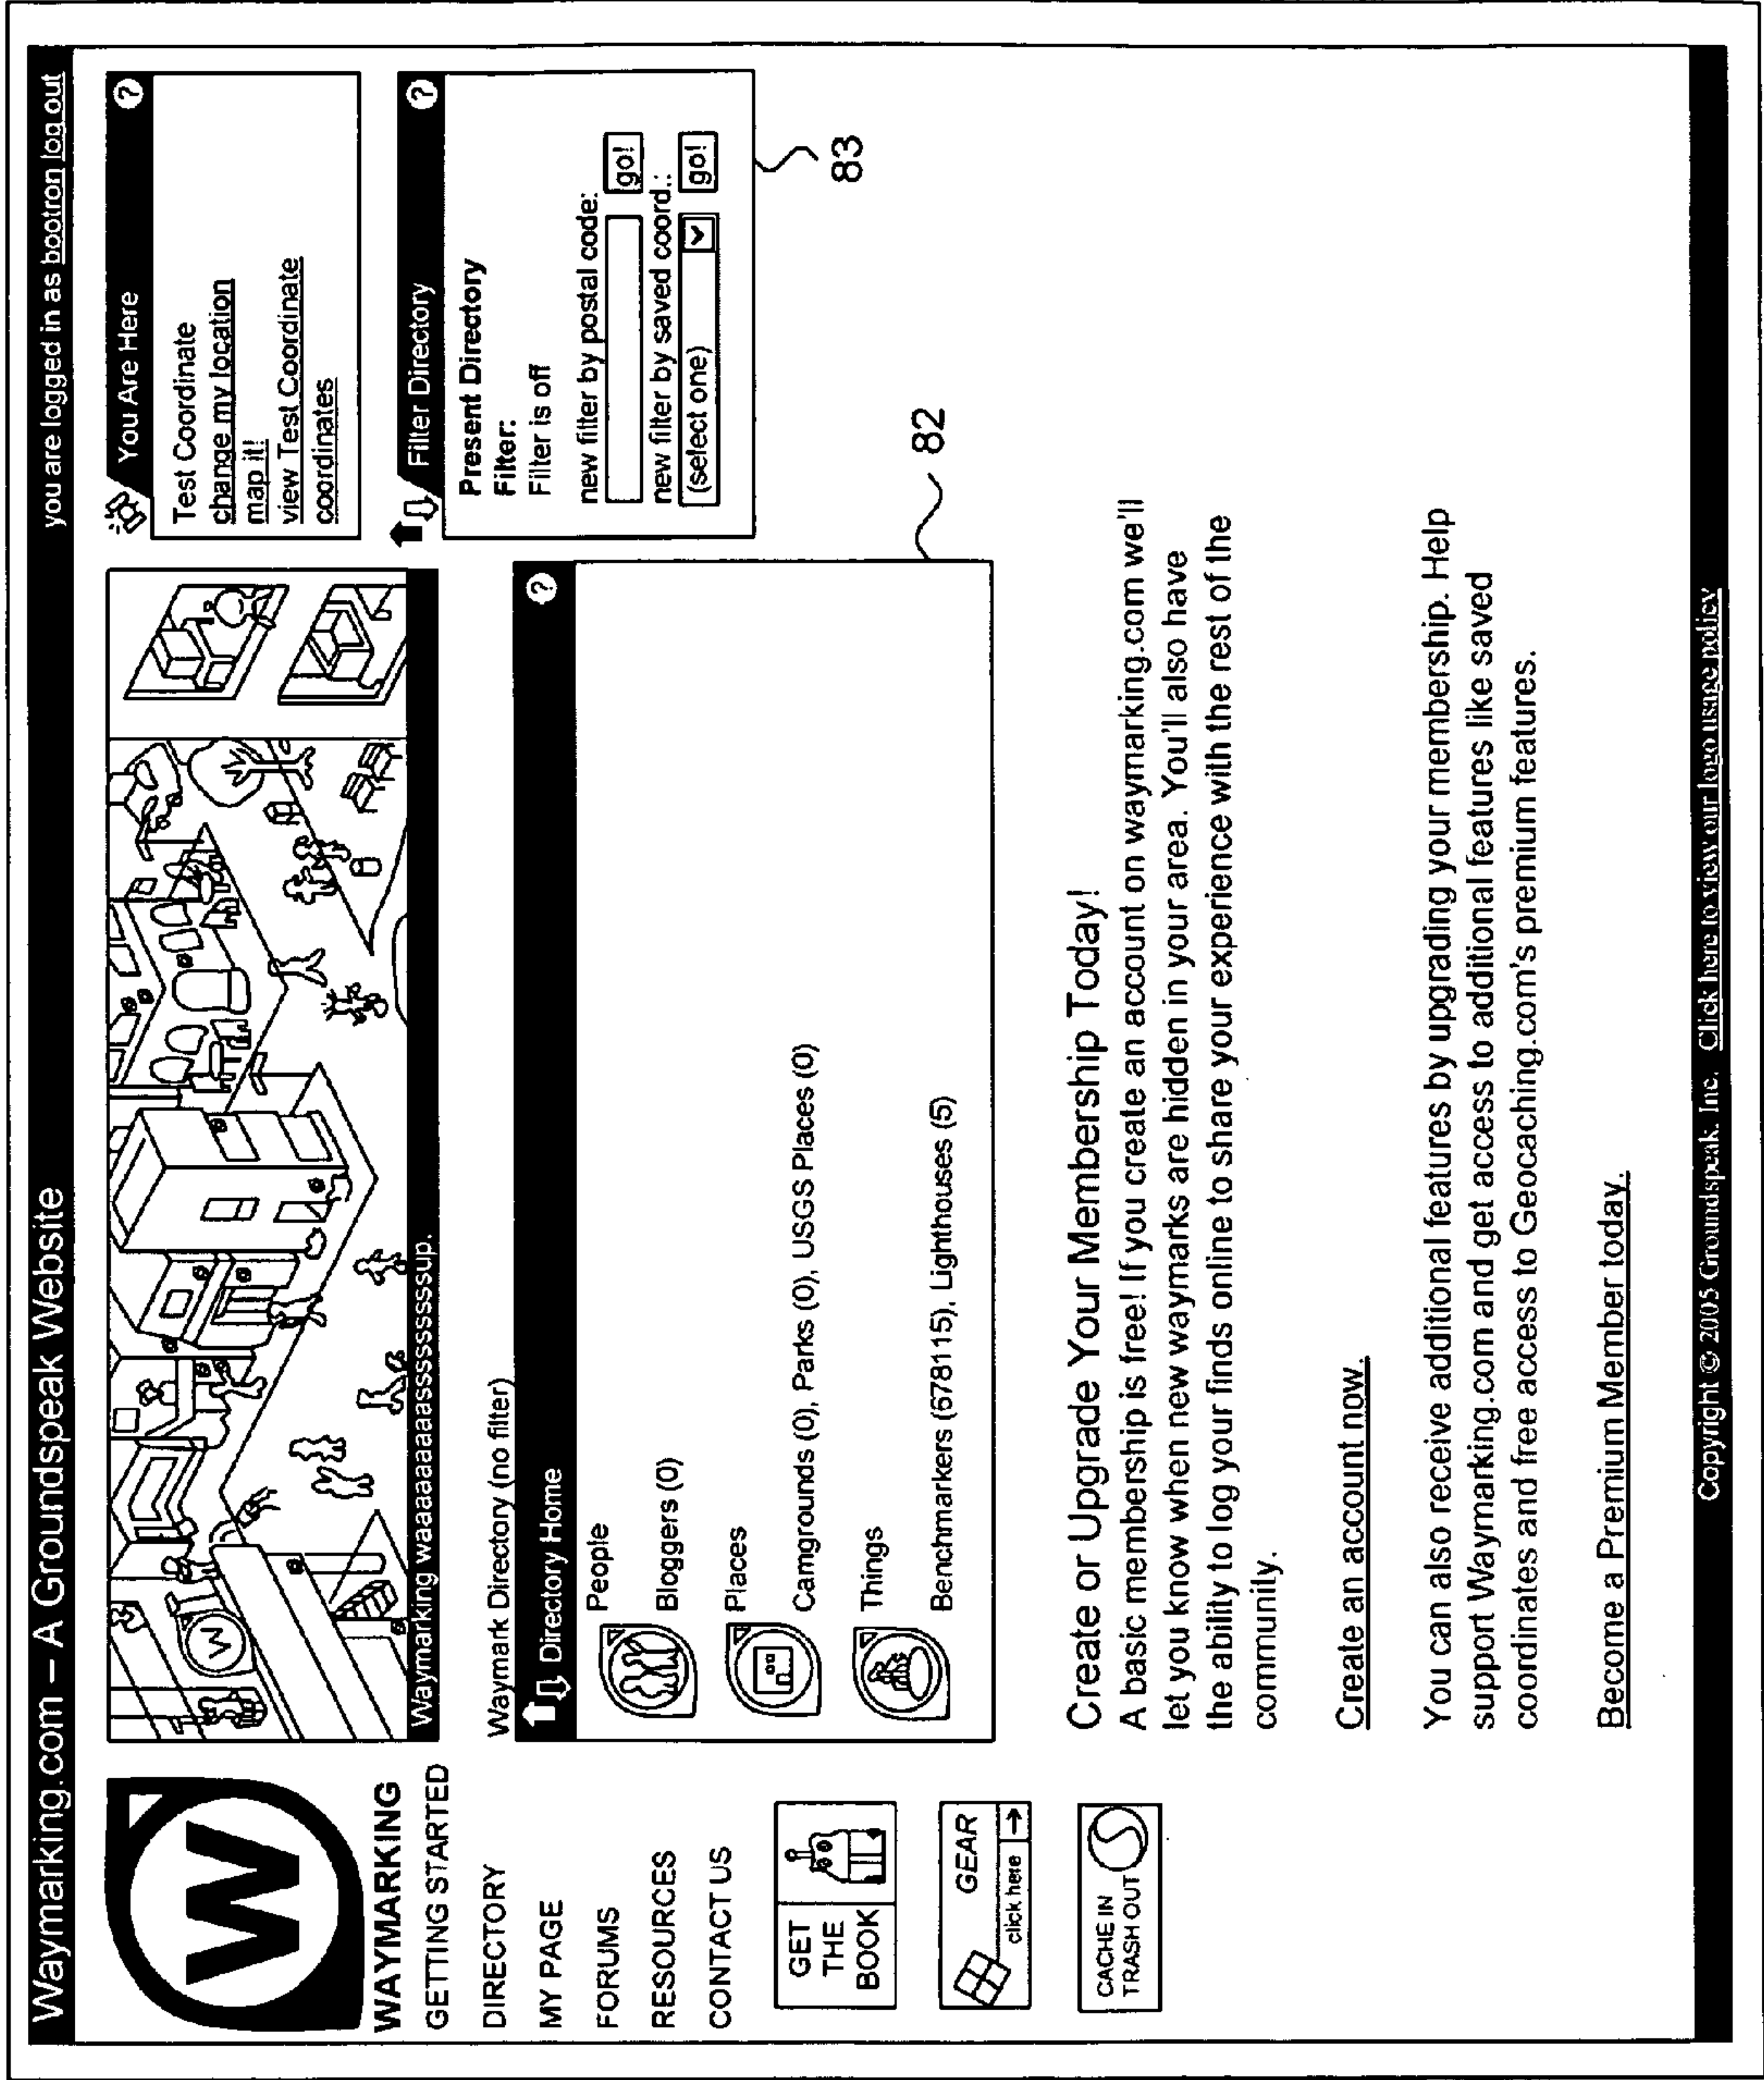 Waymarking.com – A Groundspeak Website
you are logged in as bootron log out
W
WAYMARKING
GETTING STARTED
DIRECTORY
MY PAGE
FORUMS
RESOURCES
CONTACT US
GET
THE
BOOK
GEAR
click here
CACHE IN
TRASH OUT
W
Waymarking waaaaaaaaassssssssssup.
Waymark Directory (no filter)
Directory Home
?
People
Bloggers (0)
Places
Camgrounds (0), Parks (0), USGS Places (0)
Things
Benchmarkers (678115), Lighthouses (5)
82
You Are Here
?
Test Coordinate
change my location
map it!
view Test Coordinate
coordinates
Filter Directory
?
Present Directory
Filter:
Filter is off
new filter by postal code:
go!
new filter by saved coord.:
(select one)
go!
83
Create or Upgrade Your Membership Today!
A basic membership is free! If you create an account on waymarking.com we'll
let you know when new waymarks are hidden in your area. You'll also have
the ability to log your finds online to share your experience with the rest of the
community.
Create an account now.
You can also receive additional features by upgrading your membership. Help
support Waymarking.com and get access to additional features like saved
coordinates and free access to Geocaching.com's premium features.
Become a Premium Member today.
Copyright © 2005 Groundspeak. Inc. Click here to view our logo usage policy